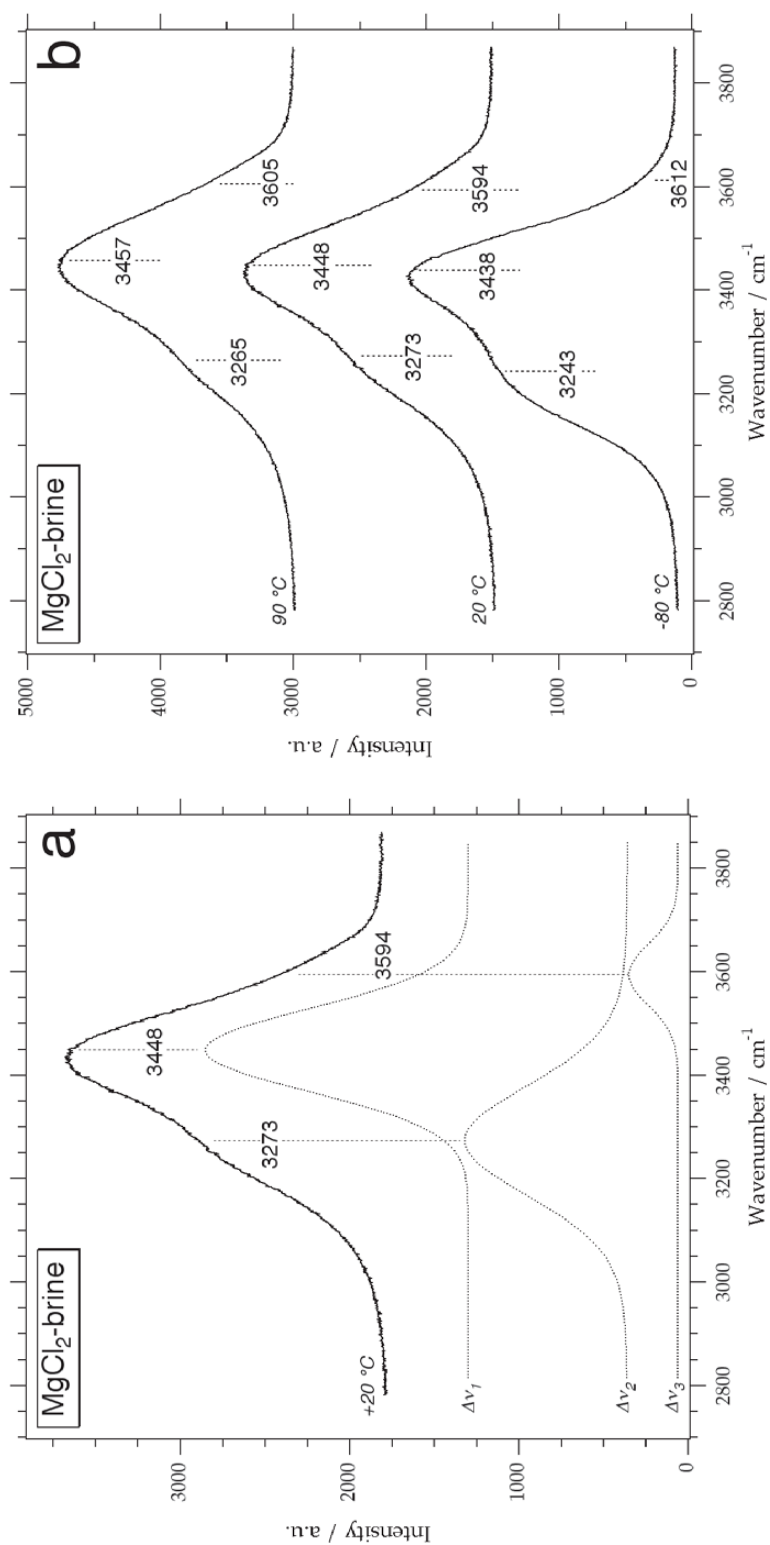 MgCl2-brine
a
3000
2000
1000
0
Intensity / a.u.
3448
3273
3594
+20 °C
Δν1
Δν2
Δν3
2800
3000
3200
3400
3600
3800
Wavenumber / cm-1
MgCl2-brine
b
5000
4000
3000
2000
1000
0
Intensity / a.u.
3457
3265
3605
90 °C
3448
3273
3594
20 °C
3438
3243
3612
-80 °C
2800
3000
3200
3400
3600
3800
Wavenumber / cm-1